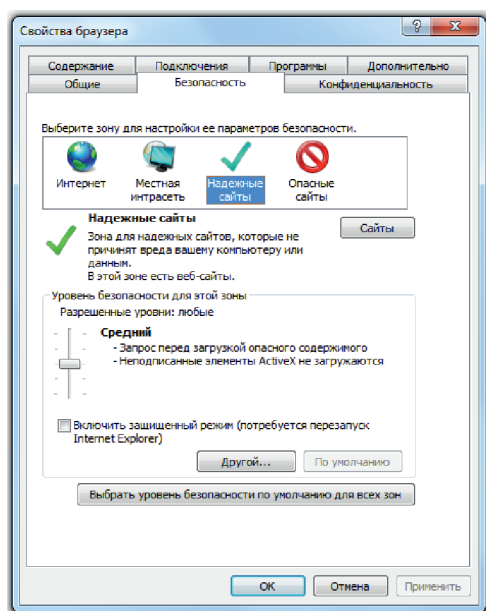 Свойства браузера
Содержание Подключения Программы Дополнительно
Общие Безопасность Конфиденциальность
Выберите зону для настройки ее параметров безопасности.
Интернет Местная интрасеть Надежные сайты Опасные сайты
Надежные сайты
Сайты
Зона для надежных сайтов, которые не
причинят вреда вашему компьютеру или
данным.
В этой зоне есть веб-сайты.
Уровень безопасности для этой зоны
Разрешенные уровни: любые
Средний
- Запрос перед загрузкой опасного содержимого
- Неподписанные элементы ActiveX не загружаются
Включить защищенный режим (потребуется перезапуск
Internet Explorer)
Другой... По умолчанию
Выбрать уровень безопасности по умолчанию для всех зон
ОК Отмена Применить